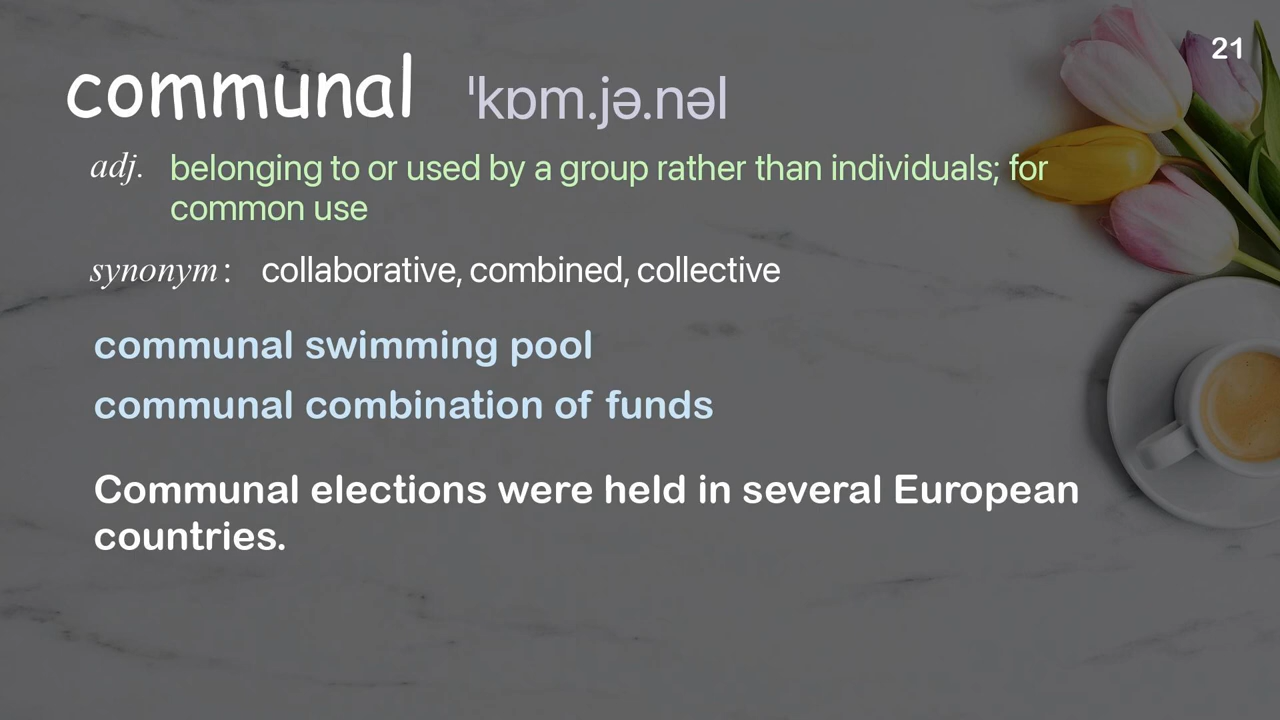 21
communal ˈkɒm.jə.nəl
adj. belonging to or used by a group rather than individuals; for
common use
synonym: collaborative, combined, collective
communal swimming pool
communal combination of funds
Communal elections were held in several European
countries.